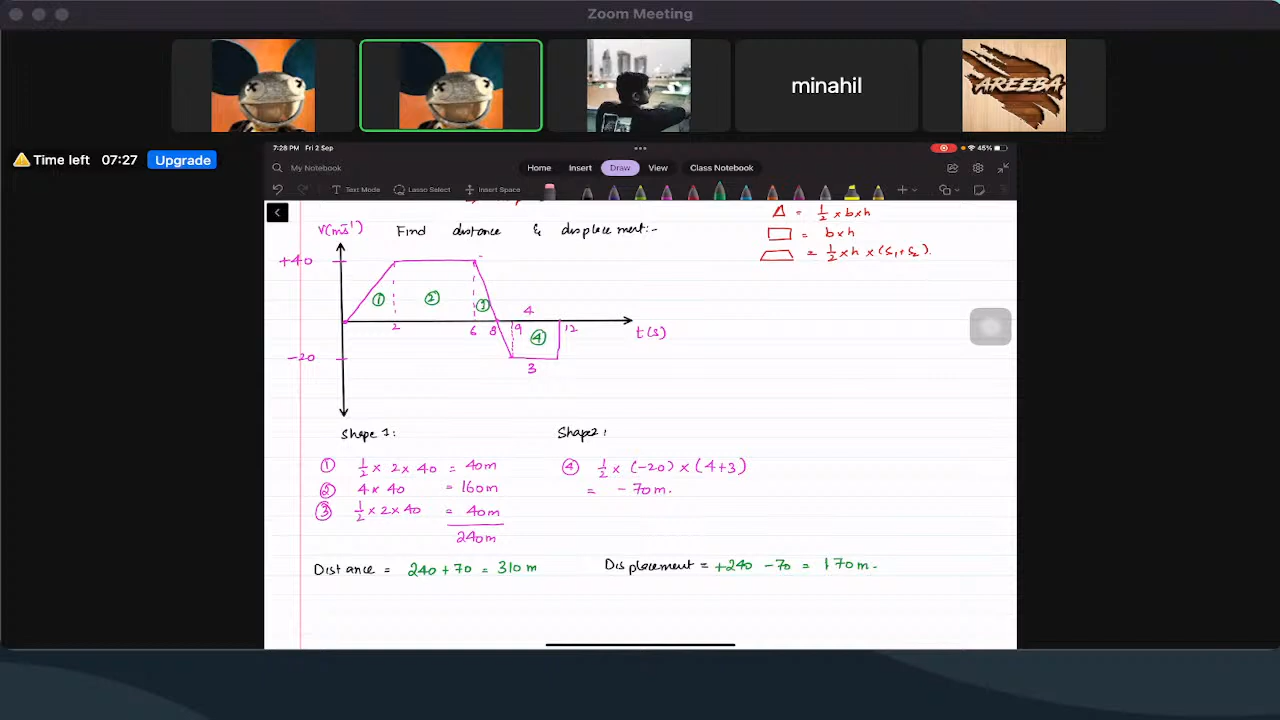 Zoom Meeting
minahil
AREEBA
Time left 07:27 Upgrade
7:28 PM Fri 2 Sep
45%
My Notebook
Home Insert Draw View Class Notebook
Text Mode Lasso Select Insert Space
V(ms⁻¹) Find distance & displacement:-
△ = 1/2 × b×h
▭ = b×h
= 1/2 × h × (S₁+S₂).
+40
① ② ③ 4
2 6 8 9 12 t(s)
④
-20
3
Shape 1: Shape2:
① 1/2 × 2 × 40 = 40m
② 4 × 40 = 160m
③ 1/2 × 2 × 40 = 40m
240m
④ 1/2 × (-20) × (4+3)
= -70m.
Distance = 240 + 70 = 310 m
Displacement = +240 -70 = 170m.